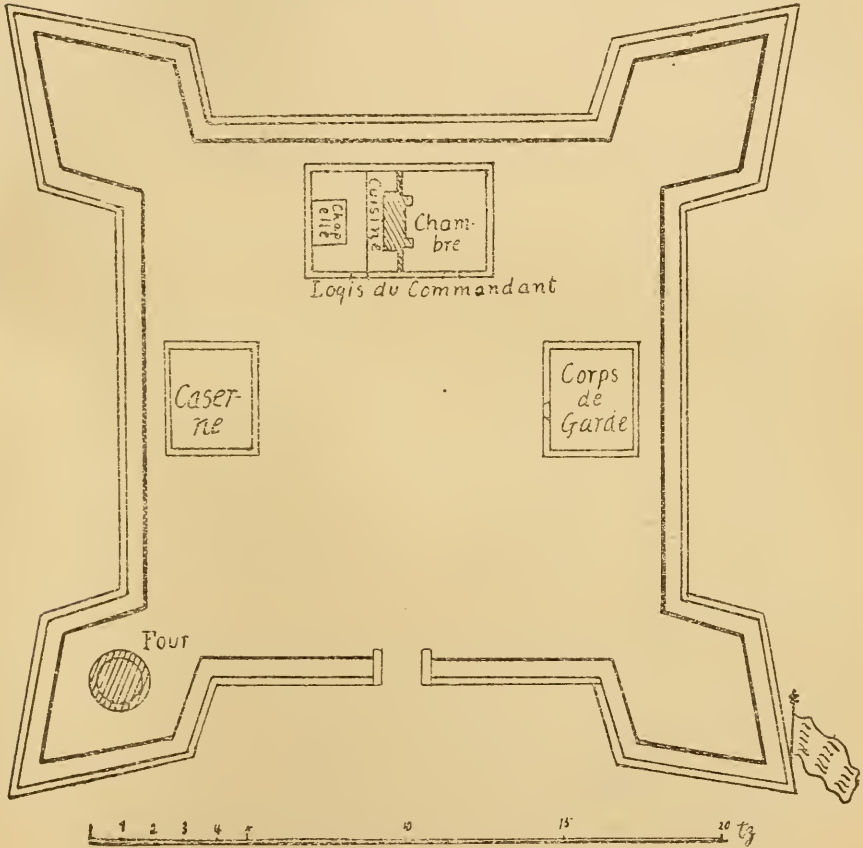 Chap
elle
Cuisine
Cham-
bre
Logis du Commandant
Caser-
ne
Corps
de
Garde
Four
1 2 3 4 10 15 20 tz